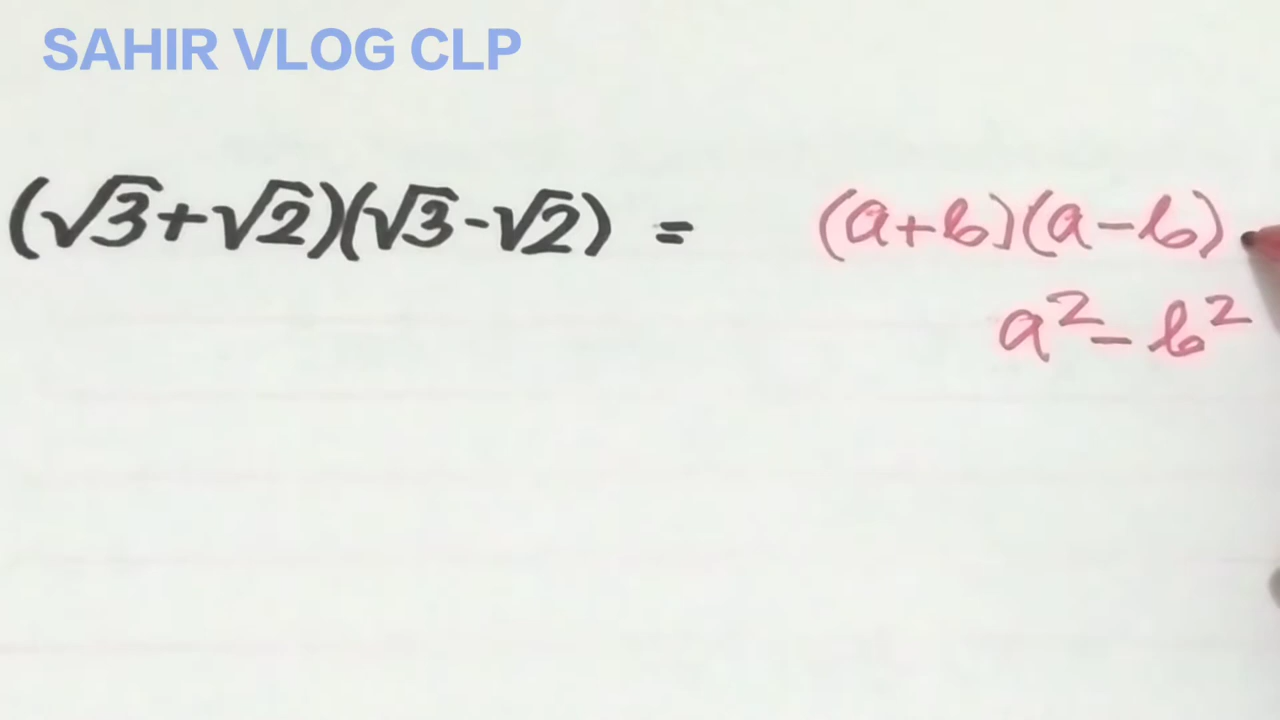 SAHIR VLOG CLP
(√3+√2)(√3-√2) = (a+b)(a-b)
a²-b²